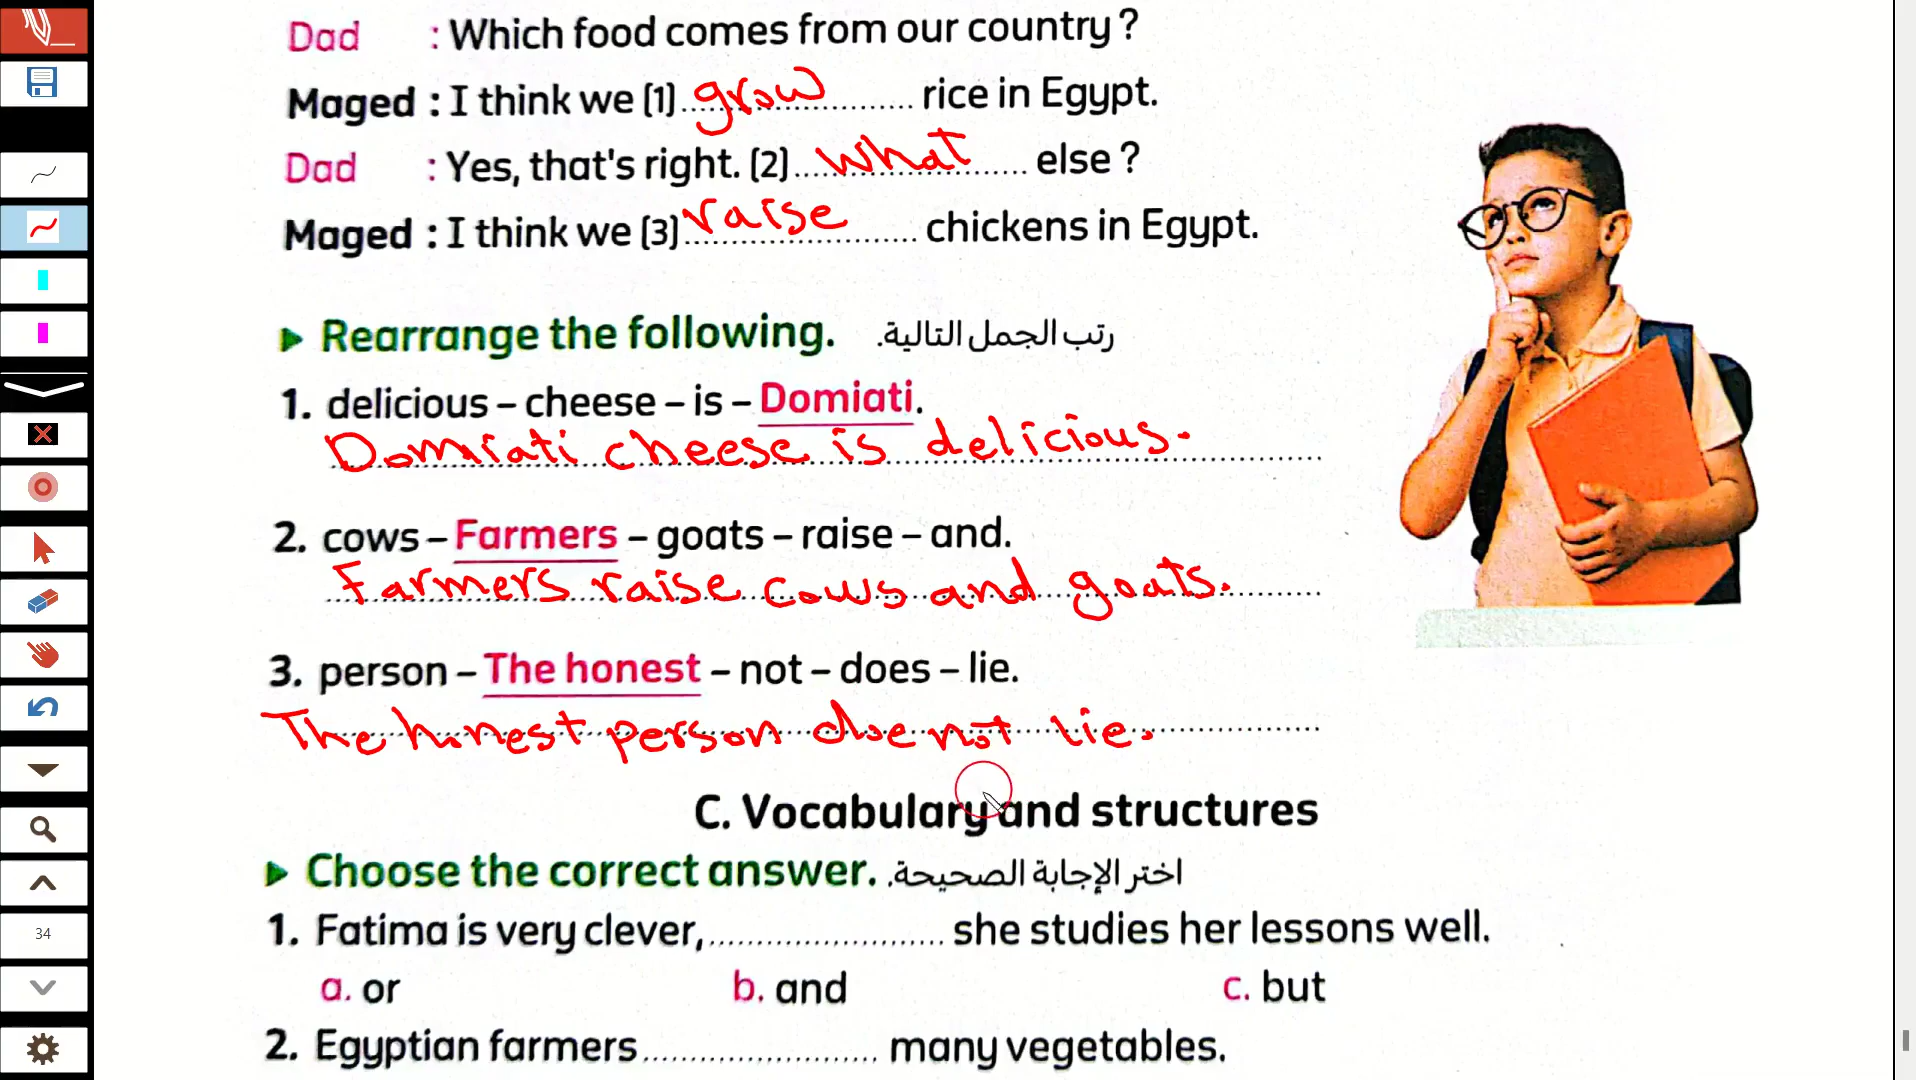 Dad : Which food comes from our country ?
Maged : I think we (1) grow rice in Egypt.
Dad : Yes, that's right. (2) what else ?
Maged : I think we (3) raise chickens in Egypt.
Rearrange the following. رتب الجمل التالية.
1. delicious – cheese – is – Domiati.
Domiati cheese is delicious.
2. cows – Farmers – goats – raise – and.
Farmers raise cows and goats.
3. person – The honest – not – does – lie.
The honest person doe not lie.
C. Vocabulary and structures
Choose the correct answer. اختر الإجابة الصحيحة.
1. Fatima is very clever, ........................ she studies her lessons well.
a. or b. and c. but
2. Egyptian farmers ........................ many vegetables.
34